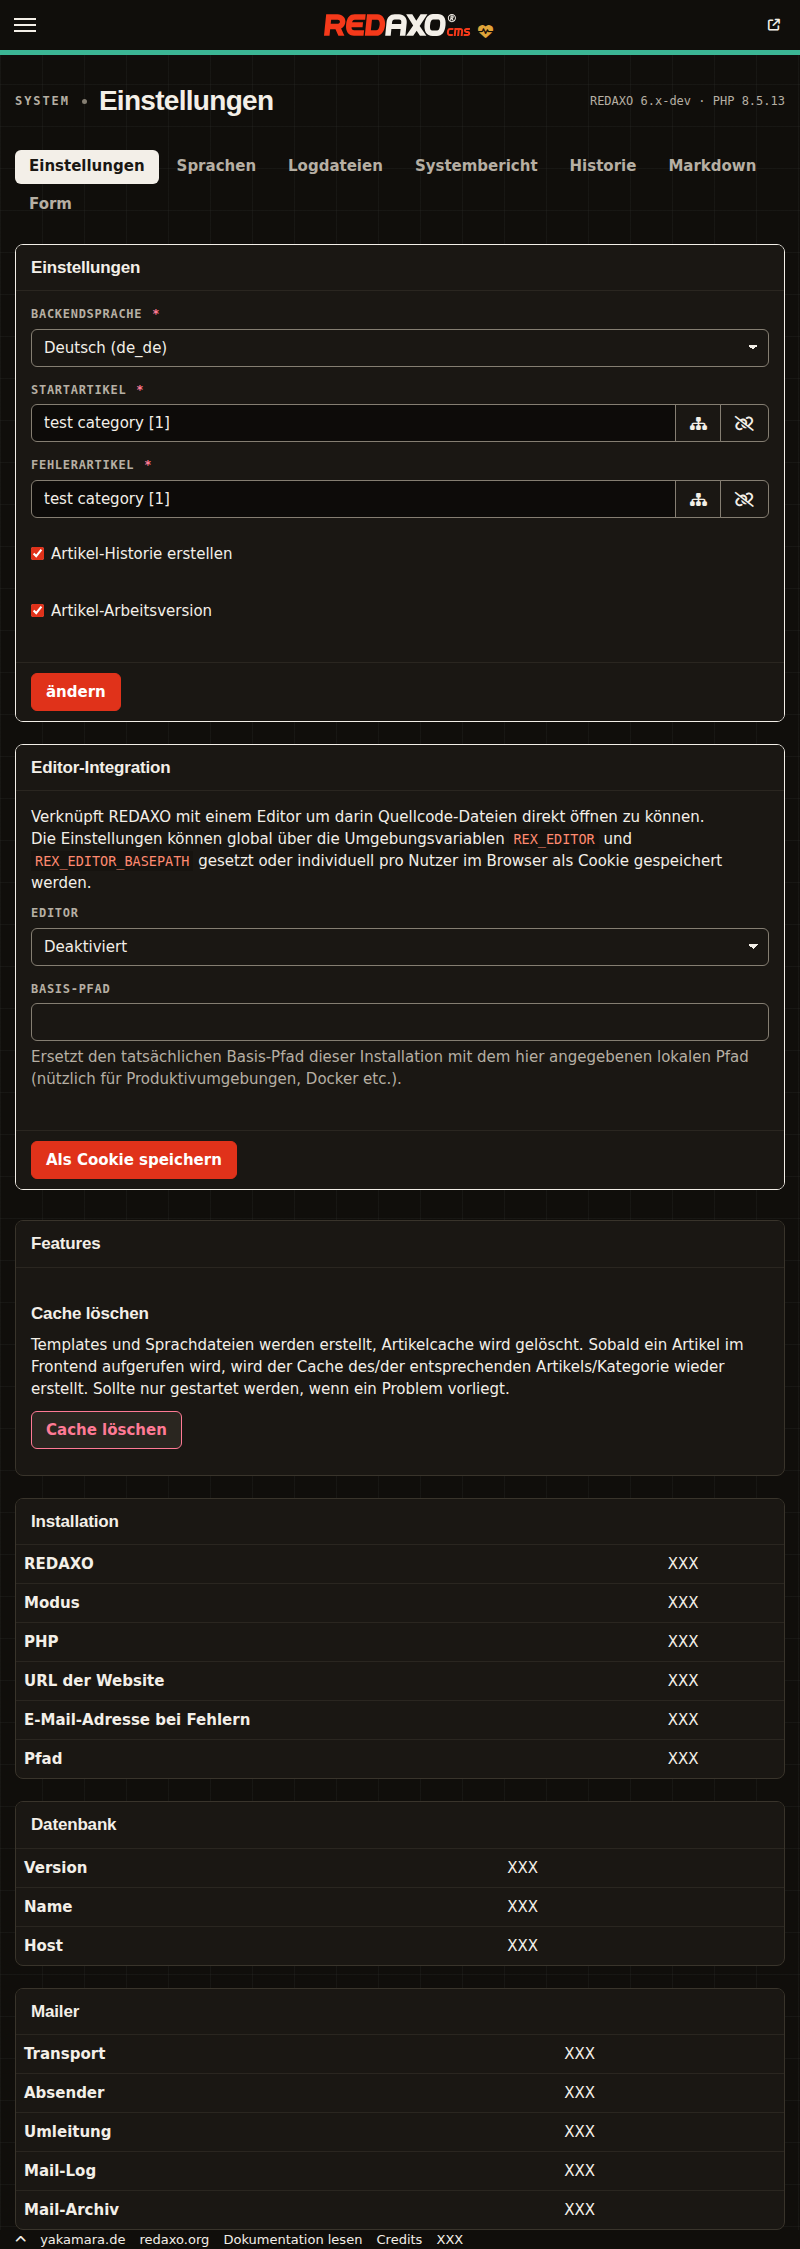 REDAXO® cms
SYSTEM • Einstellungen
REDAXO 6.x-dev · PHP 8.5.13
Einstellungen Sprachen Logdateien Systembericht Historie Markdown
Form
Einstellungen
BACKENDSPRACHE *
Deutsch (de_de)
STARTARTIKEL *
test category [1]
FEHLERARTIKEL *
test category [1]
Artikel-Historie erstellen
Artikel-Arbeitsversion
ändern
Editor-Integration
Verknüpft REDAXO mit einem Editor um darin Quellcode-Dateien direkt öffnen zu können.
Die Einstellungen können global über die Umgebungsvariablen REX_EDITOR und
REX_EDITOR_BASEPATH gesetzt oder individuell pro Nutzer im Browser als Cookie gespeichert
werden.
EDITOR
Deaktiviert
BASIS-PFAD
Ersetzt den tatsächlichen Basis-Pfad dieser Installation mit dem hier angegebenen lokalen Pfad
(nützlich für Produktivumgebungen, Docker etc.).
Als Cookie speichern
Features
Cache löschen
Templates und Sprachdateien werden erstellt, Artikelcache wird gelöscht. Sobald ein Artikel im
Frontend aufgerufen wird, wird der Cache des/der entsprechenden Artikels/Kategorie wieder
erstellt. Sollte nur gestartet werden, wenn ein Problem vorliegt.
Cache löschen
Installation
REDAXO XXX
Modus XXX
PHP XXX
URL der Website XXX
E-Mail-Adresse bei Fehlern XXX
Pfad XXX
Datenbank
Version XXX
Name XXX
Host XXX
Mailer
Transport XXX
Absender XXX
Umleitung XXX
Mail-Log XXX
Mail-Archiv XXX
yakamara.de redaxo.org Dokumentation lesen Credits XXX